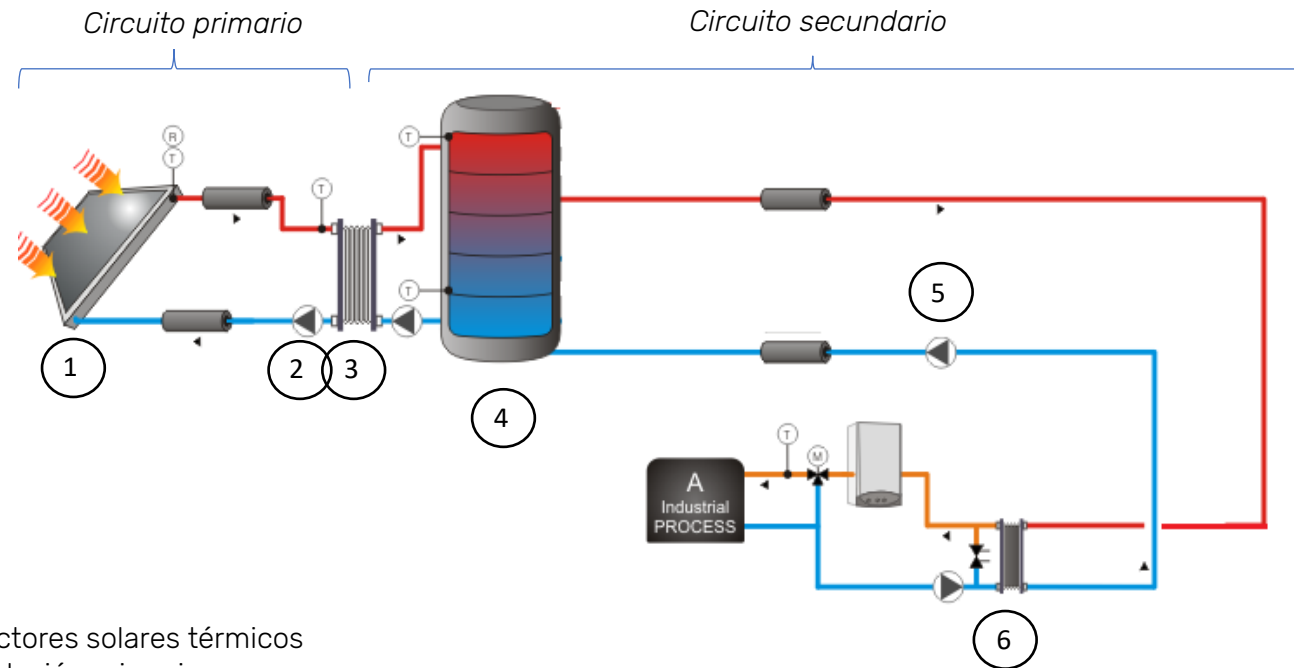 Circuito primario
Circuito secundario
R
T
T
T
T
1
2
3
4
5
T
M
A
Industrial
PROCESS
6
ctores solares térmicos